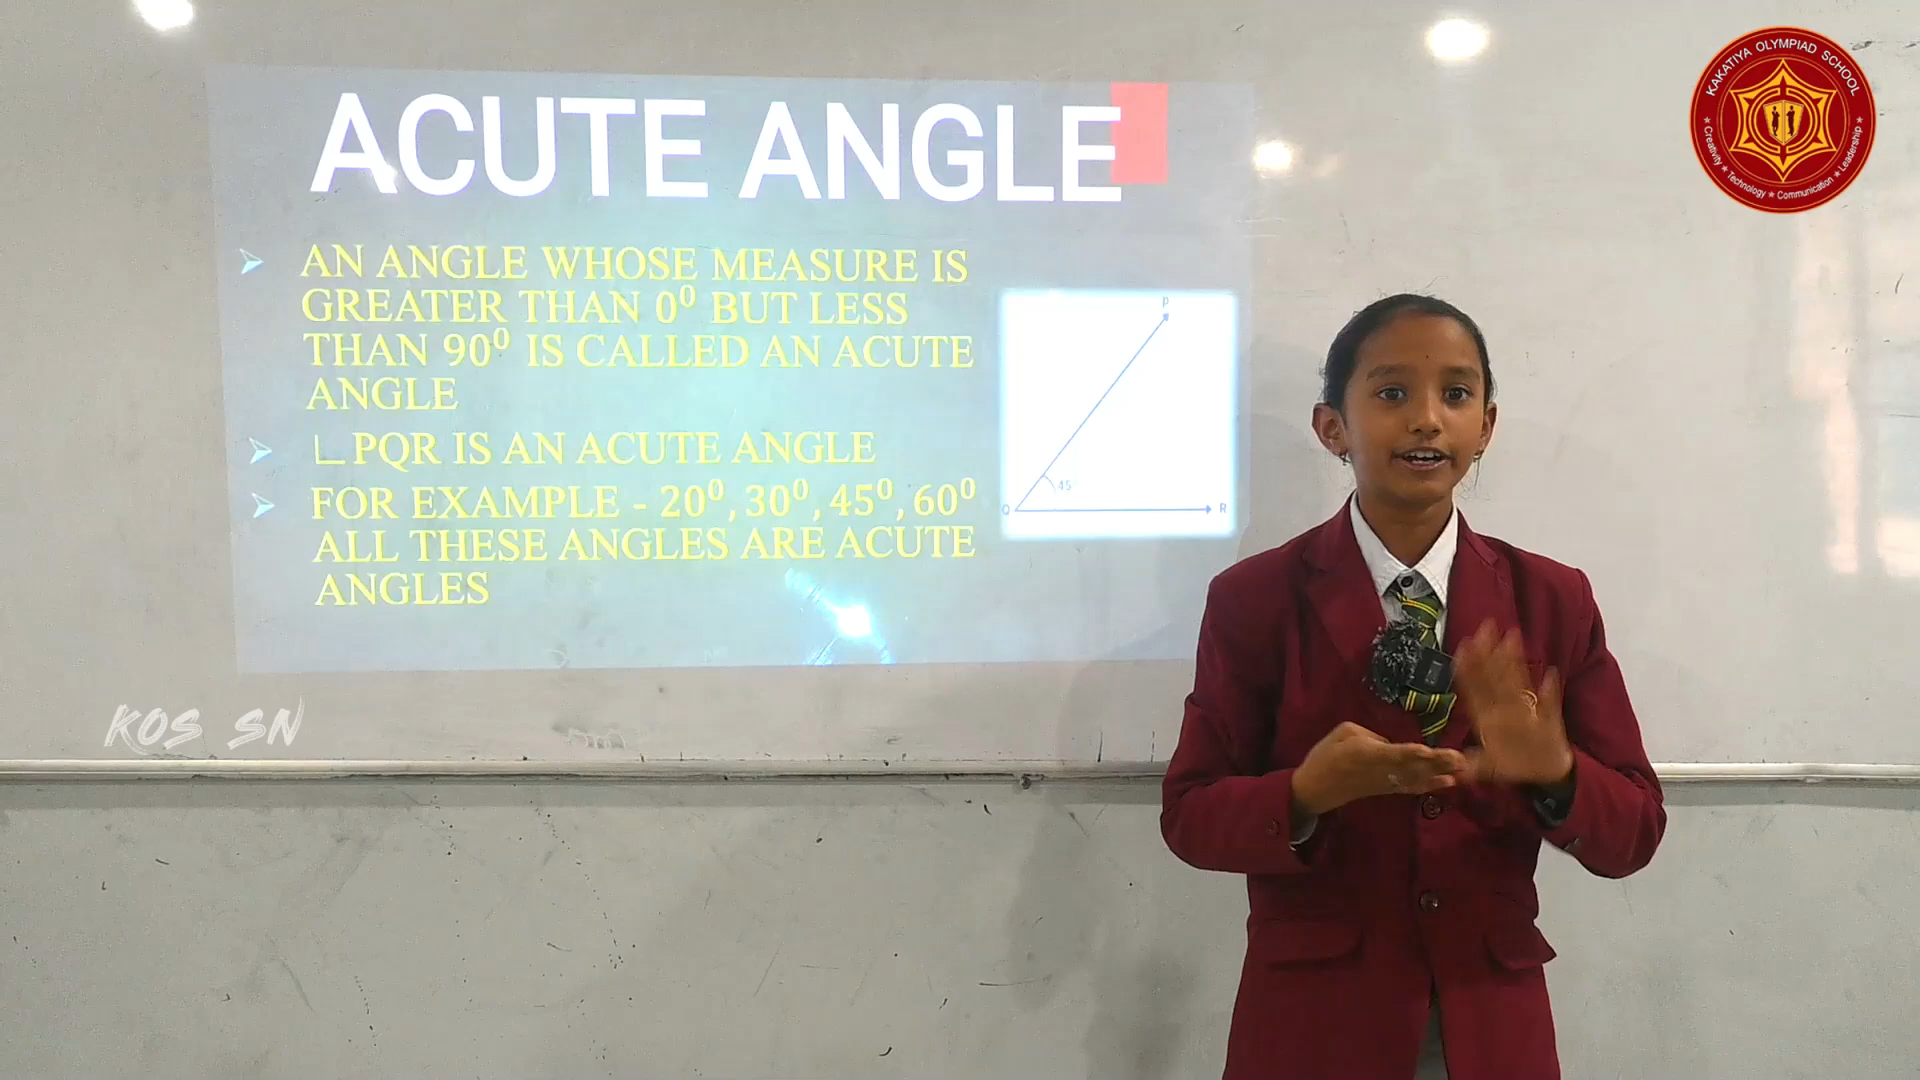 ACUTE ANGLE
AN ANGLE WHOSE MEASURE IS
GREATER THAN 0⁰ BUT LESS
THAN 90⁰ IS CALLED AN ACUTE
ANGLE
∟PQR IS AN ACUTE ANGLE
FOR EXAMPLE - 20⁰, 30⁰, 45⁰, 60⁰
ALL THESE ANGLES ARE ACUTE
ANGLES
P
45°
Q
R
KAKATIYA OLYMPIAD SCHOOL
★ Creativity ★ Technology ★ Communication ★ Leadership ★
KOS SN